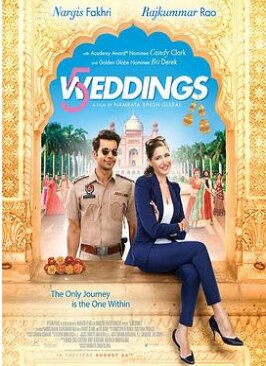 Nargis Fakhri Rajkummar Rao
with Academy Award® Nominee Candy Clark
and Golden Globe Nominee Bo Derek
5 WEDDINGS
A FILM BY NAMRATA SINGH GUJRAL
The Only Journey
is the One Within
IN THEATERS AUGUST 24TH